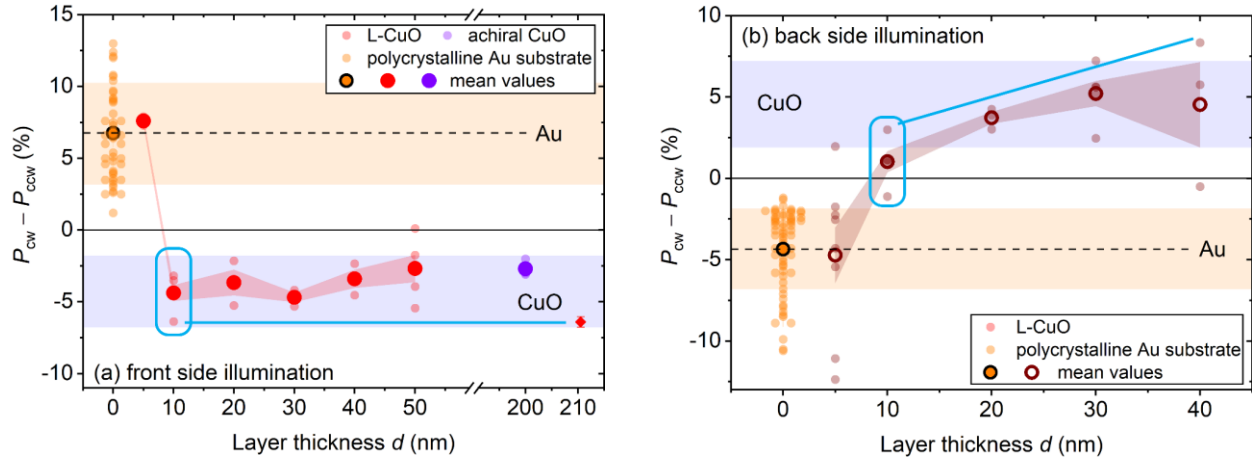 15
10
5
0
-5
-10
P_cw – P_ccw (%)
L-CuO
achiral CuO
polycrystalline Au substrate
mean values
Au
CuO
(a) front side illumination
0 10 20 30 40 50 200 210
Layer thickness d (nm)
(b) back side illumination
10
5
0
-5
-10
P_cw – P_ccw (%)
CuO
Au
L-CuO
polycrystalline Au substrate
mean values
0 10 20 30 40
Layer thickness d (nm)